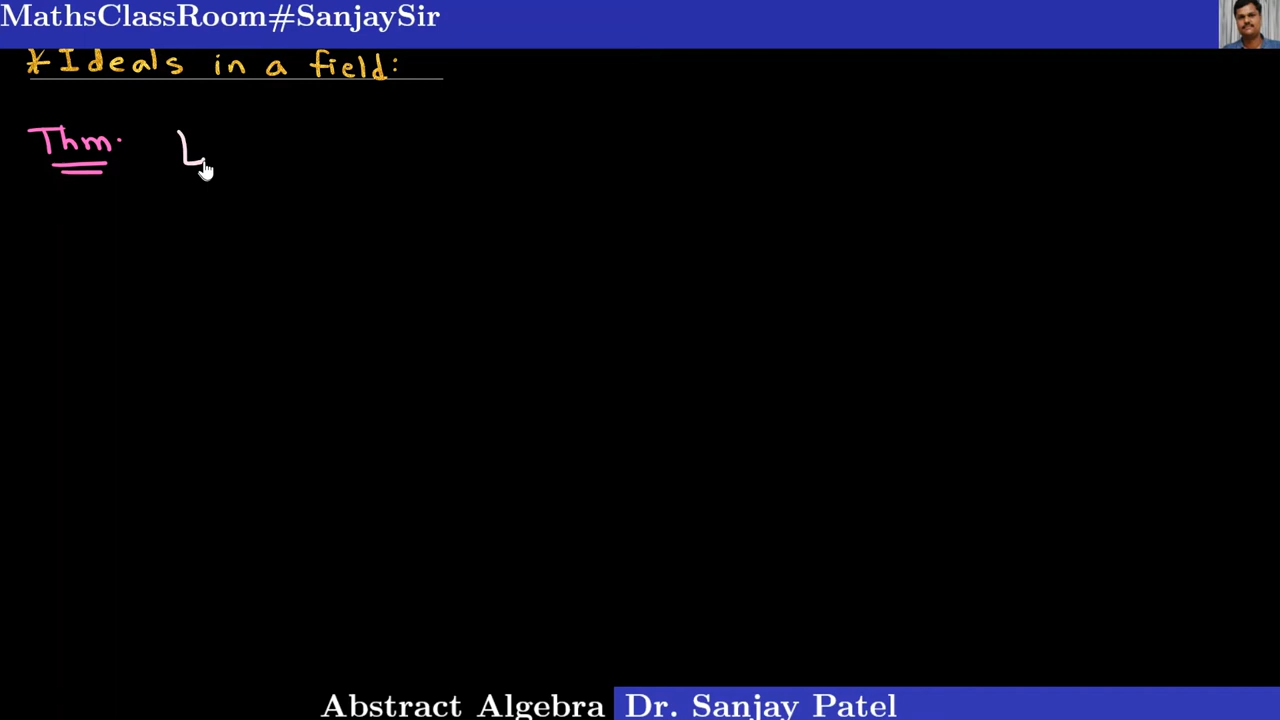 MathsClassRoom#SanjaySir
*Ideals in a field:
Thm. L
Abstract Algebra Dr. Sanjay Patel